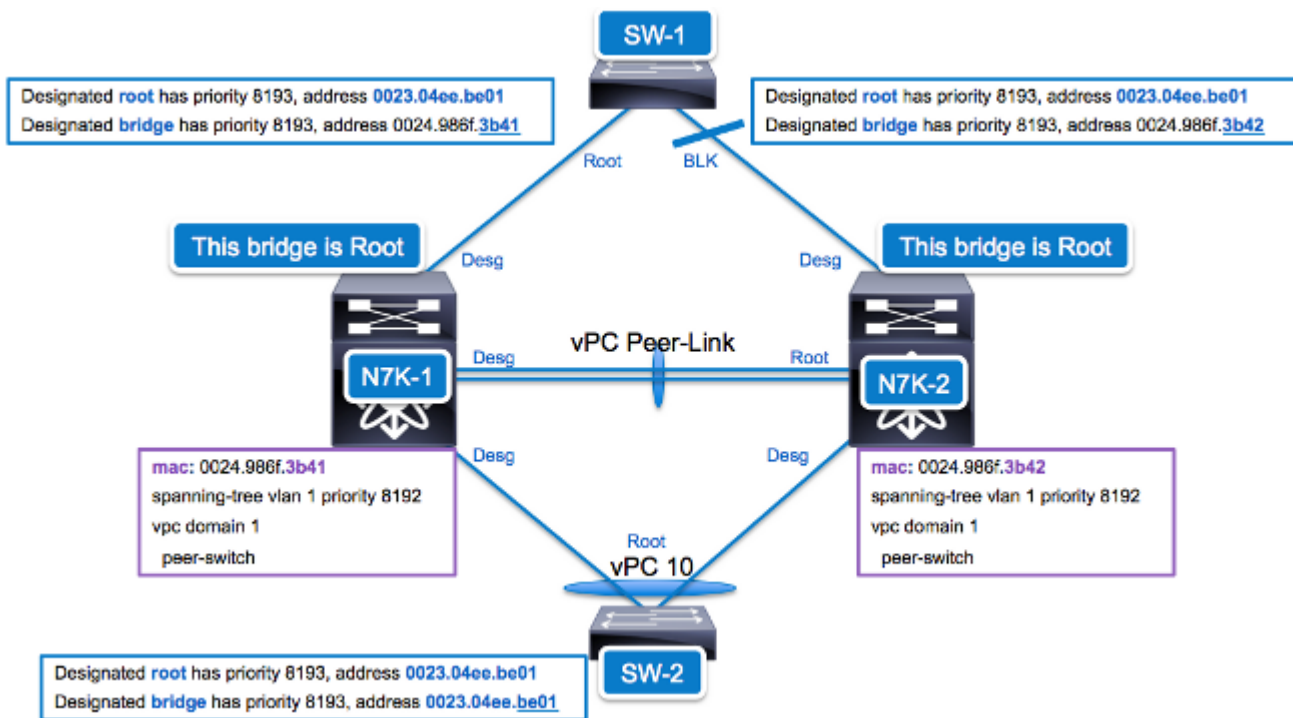 SW-1
Designated root has priority 8193, address 0023.04ee.be01
Designated bridge has priority 8193, address 0024.986f.3b41
Designated root has priority 8193, address 0023.04ee.be01
Designated bridge has priority 8193, address 0024.986f.3b42
Root
BLK
This bridge is Root
This bridge is Root
Desg
Desg
vPC Peer-Link
Desg
Root
N7K-1
N7K-2
mac: 0024.986f.3b41
spanning-tree vlan 1 priority 8192
vpc domain 1
peer-switch
Desg
Desg
mac: 0024.986f.3b42
spanning-tree vlan 1 priority 8192
vpc domain 1
peer-switch
Root
vPC 10
SW-2
Designated root has priority 8193, address 0023.04ee.be01
Designated bridge has priority 8193, address 0023.04ee.be01